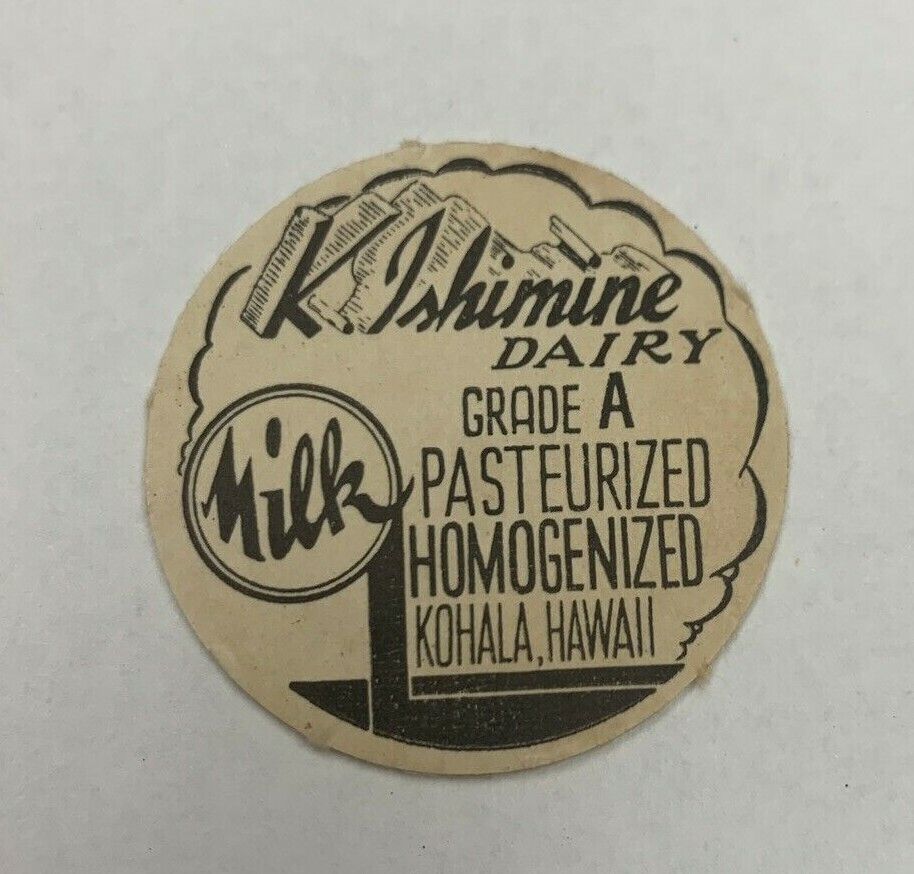 K. Ishimine
DAIRY
GRADE A
Milk
PASTEURIZED
HOMOGENIZED
KOHALA, HAWAII